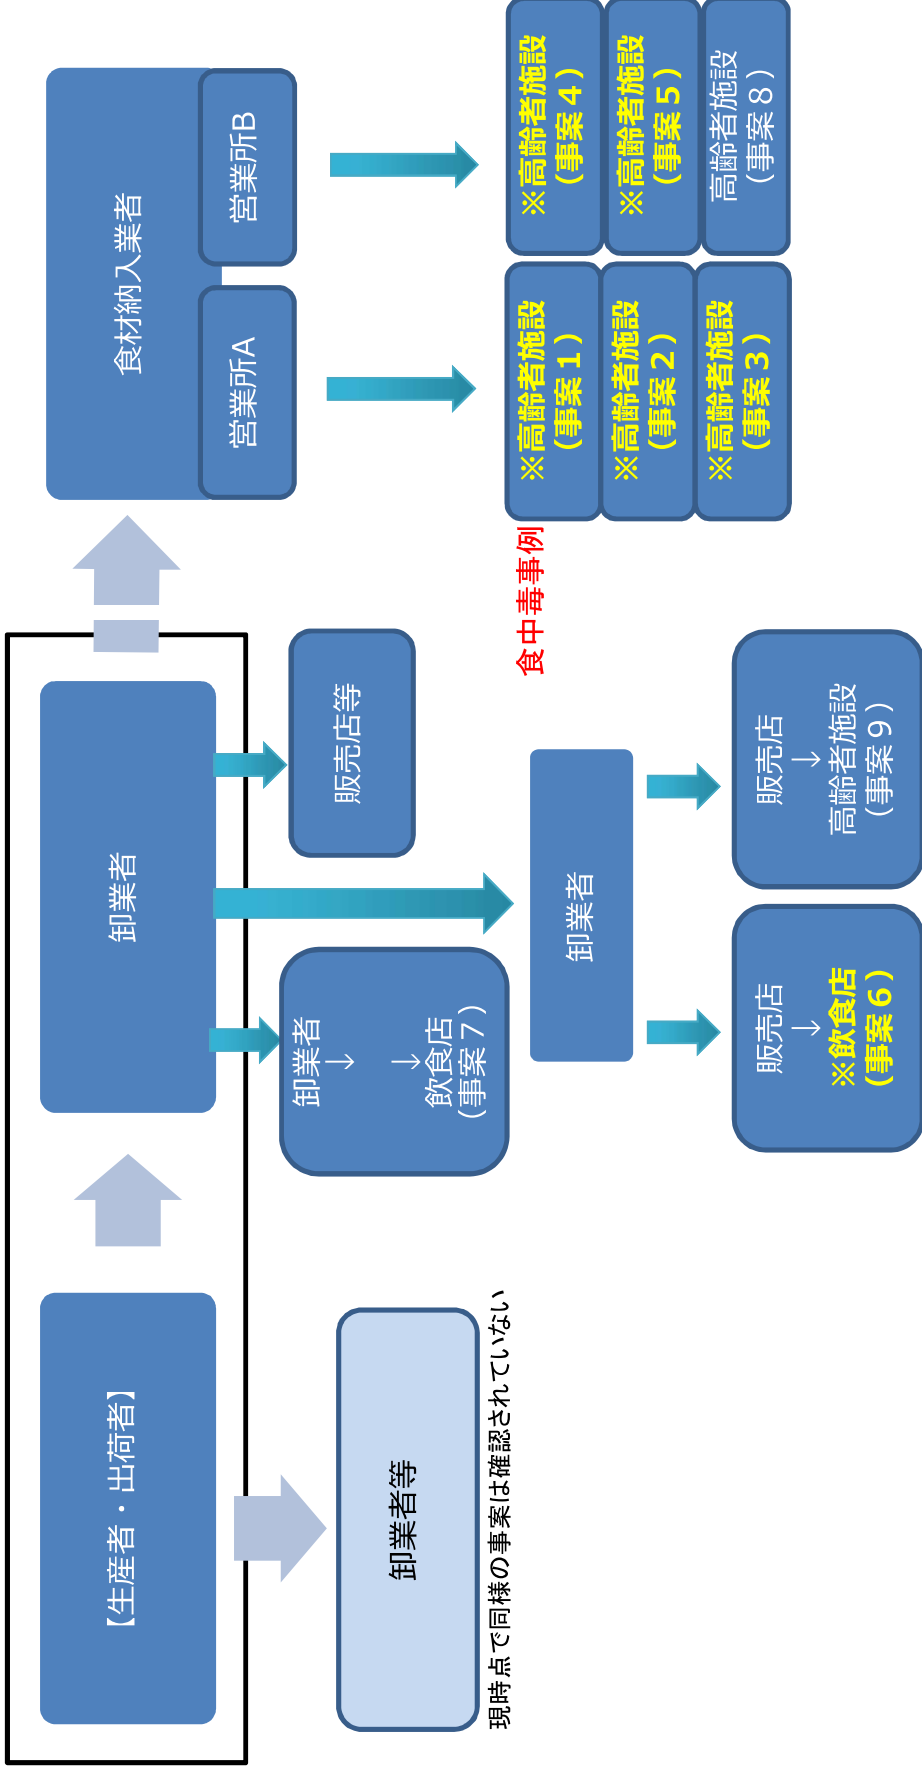 【生産者・出荷者】
卸業者
食材納入業者
営業所A
営業所B
卸業者等
現時点で同様の事案は確認されていない
卸業者
→
→
飲食店
(事案７)
販売店等
卸業者
販売店
→
※飲食店
(事案６)
販売店
→
高齢者施設
(事案９)
食中毒事例
※高齢者施設
(事案１)
※高齢者施設
(事案２)
※高齢者施設
(事案３)
※高齢者施設
(事案４)
※高齢者施設
(事案５)
高齢者施設
(事案８)